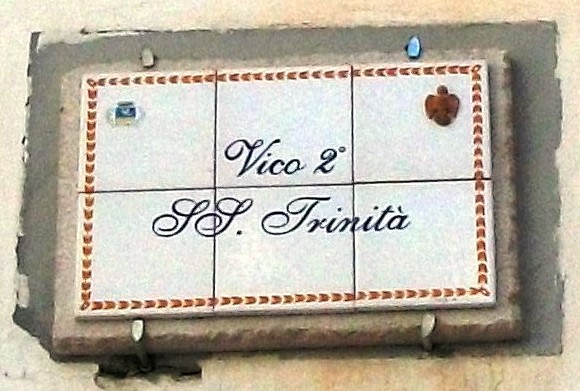 Vico 2°
SS. Trinità